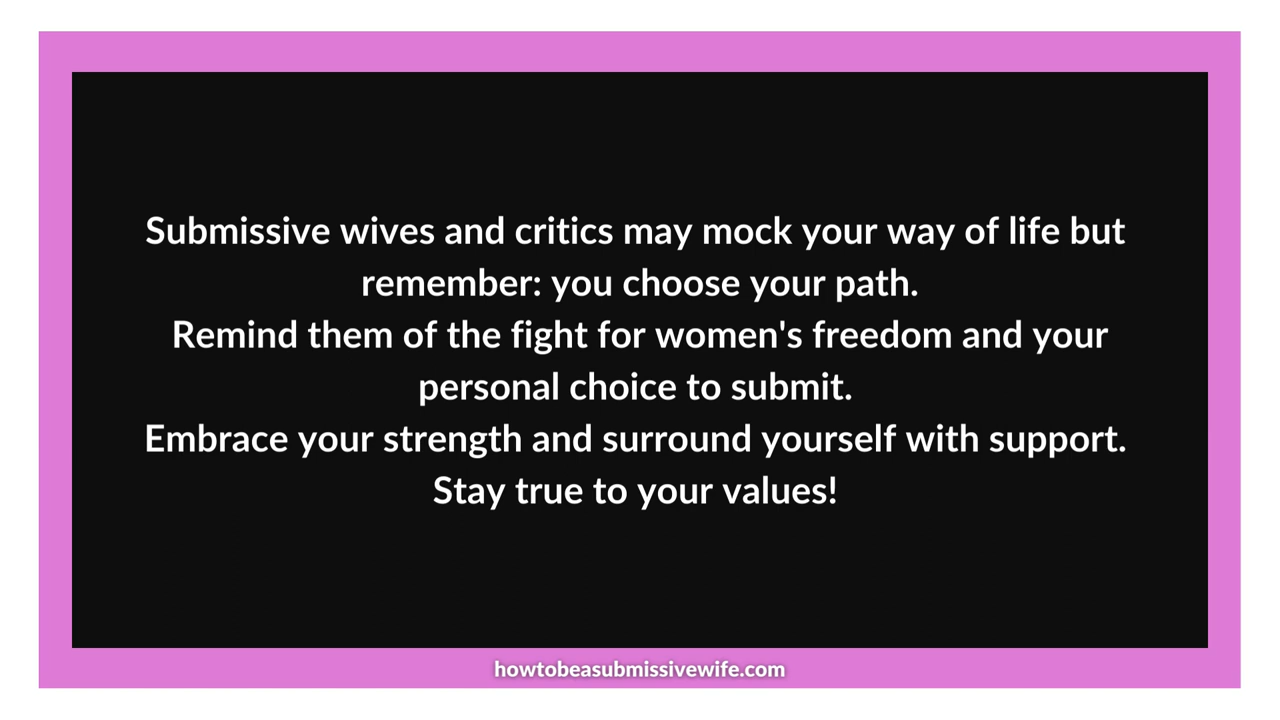 Submissive wives and critics may mock your way of life but
remember: you choose your path.
Remind them of the fight for women's freedom and your
personal choice to submit.
Embrace your strength and surround yourself with support.
Stay true to your values!
howtobeasubmissivewife.com